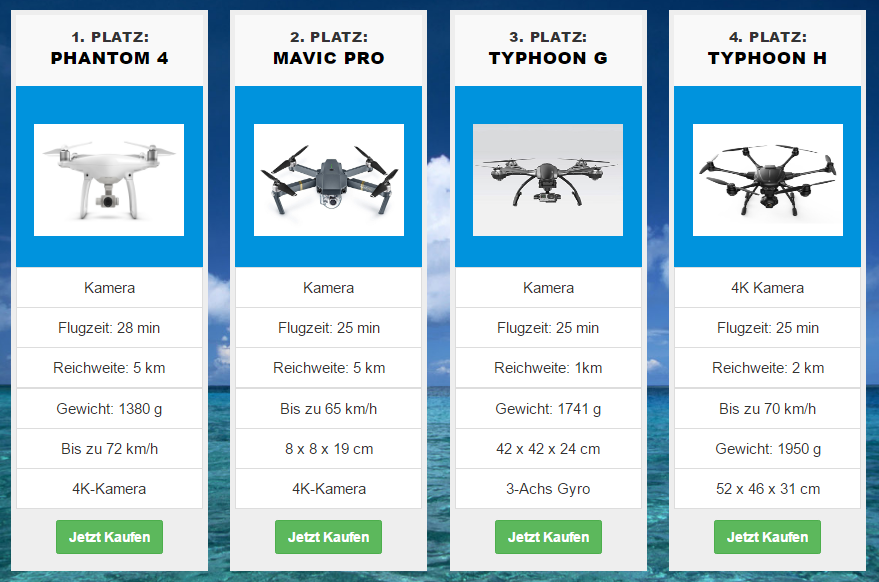 1. PLATZ:
PHANTOM 4
Kamera
Flugzeit: 28 min
Reichweite: 5 km
Gewicht: 1380 g
Bis zu 72 km/h
4K-Kamera
Jetzt Kaufen
2. PLATZ:
MAVIC PRO
Kamera
Flugzeit: 25 min
Reichweite: 5 km
Bis zu 65 km/h
8 x 8 x 19 cm
4K-Kamera
Jetzt Kaufen
3. PLATZ:
TYPHOON G
Kamera
Flugzeit: 25 min
Reichweite: 1km
Gewicht: 1741 g
42 x 42 x 24 cm
3-Achs Gyro
Jetzt Kaufen
4. PLATZ:
TYPHOON H
4K Kamera
Flugzeit: 25 min
Reichweite: 2 km
Bis zu 70 km/h
Gewicht: 1950 g
52 x 46 x 31 cm
Jetzt Kaufen